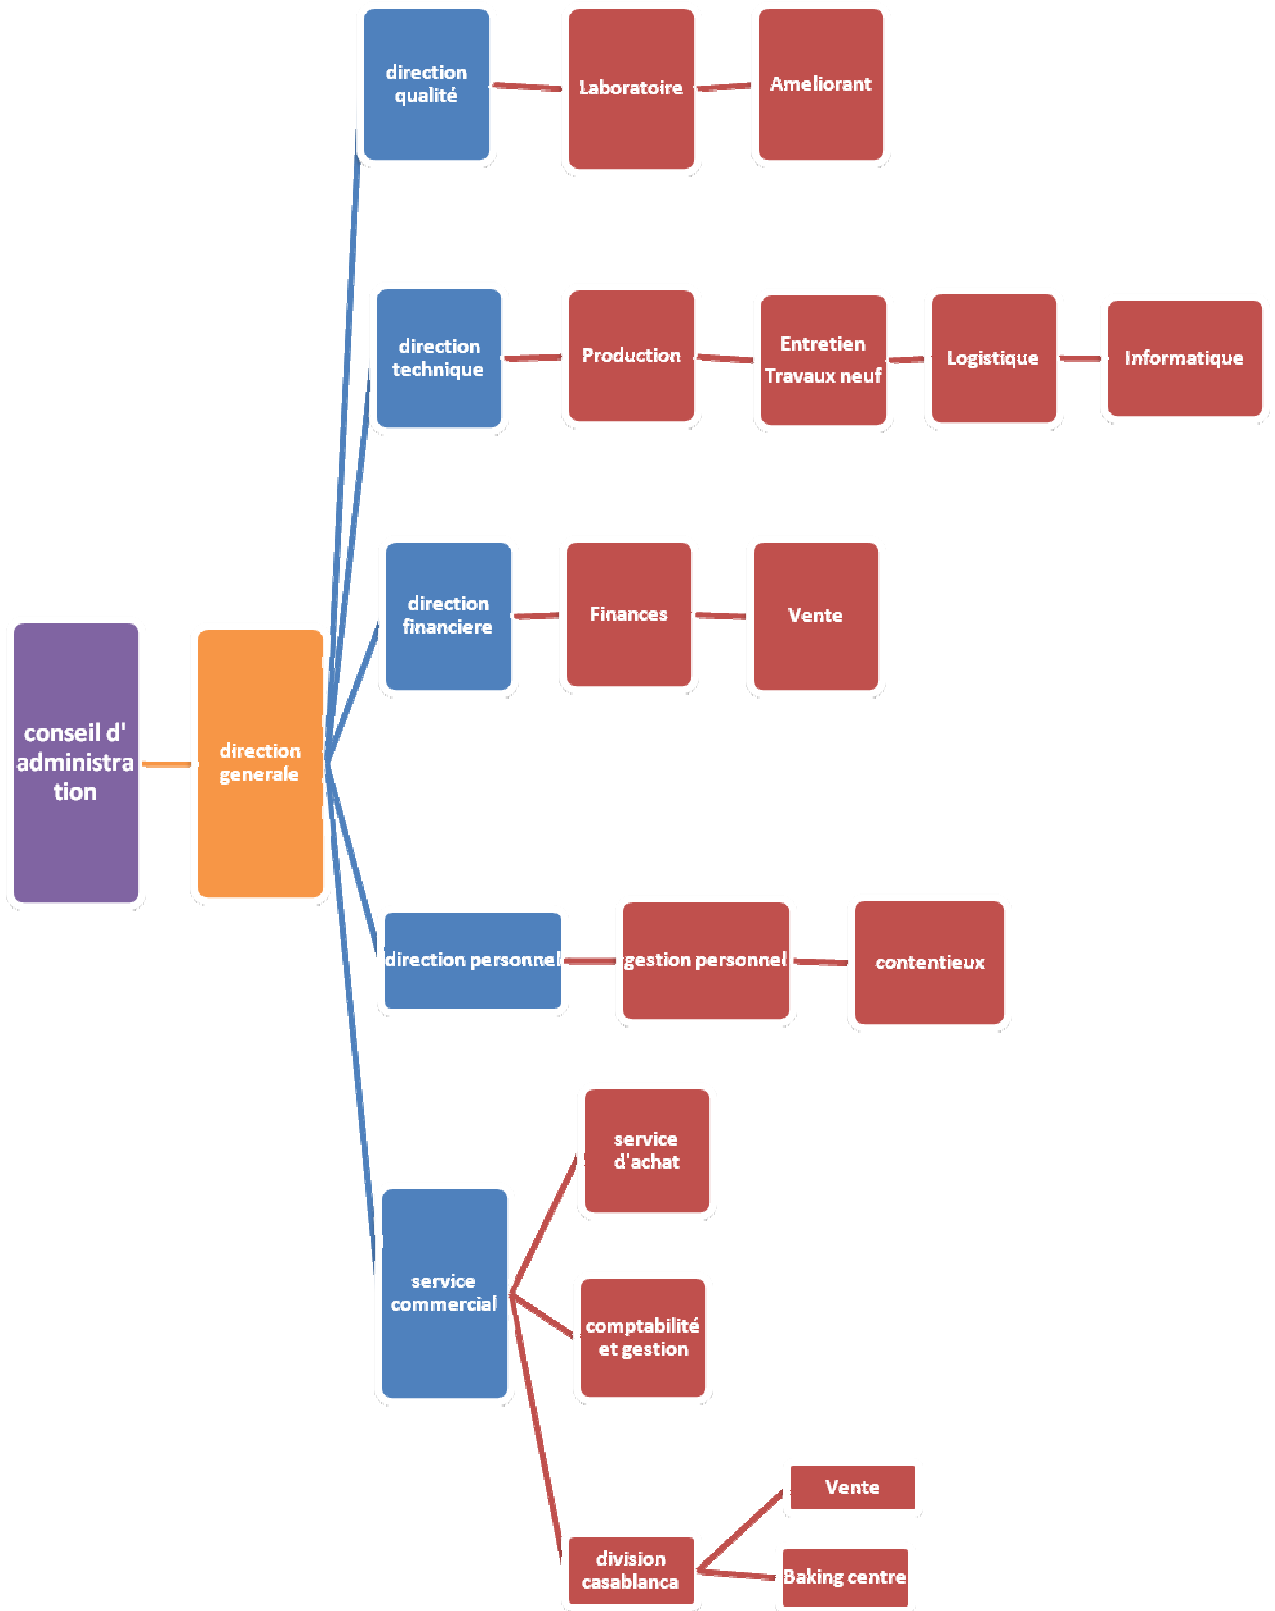 direction
qualité
Laboratoire
Ameliorant
direction
technique
Production
Entretien
Travaux neuf
Logistique
Informatique
direction
financiere
Finances
Vente
conseil d'
administra
tion
direction
generale
direction personnel
gestion personnel
contentieux
service
d'achat
service
commercial
comptabilité
et gestion
Vente
division
casablanca
Baking centre